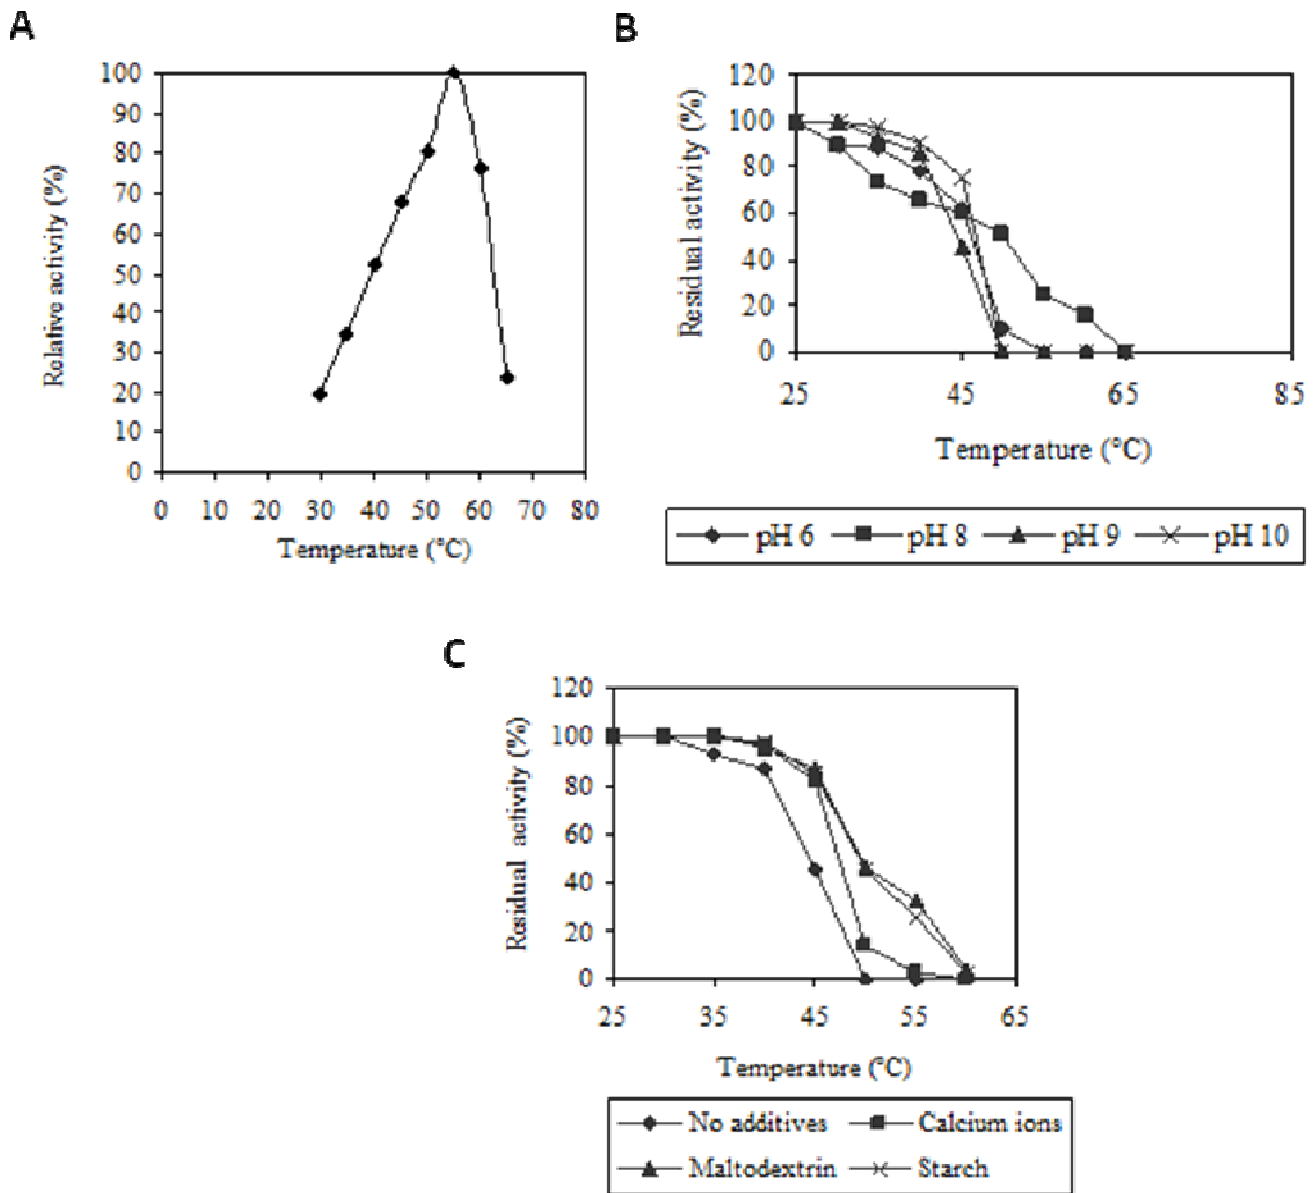 A
100
90
80
70
60
50
40
30
20
10
0
Relative activity (%)
0 10 20 30 40 50 60 70 80
Temperature (°C)
B
120
100
80
60
40
20
0
Residual activity (%)
25 45 65 85
Temperature (°C)
pH 6 pH 8 pH 9 pH 10
C
120
100
80
60
40
20
0
Residual activity (%)
25 35 45 55 65
Temperature (°C)
No additives Calcium ions
Maltodextrin Starch